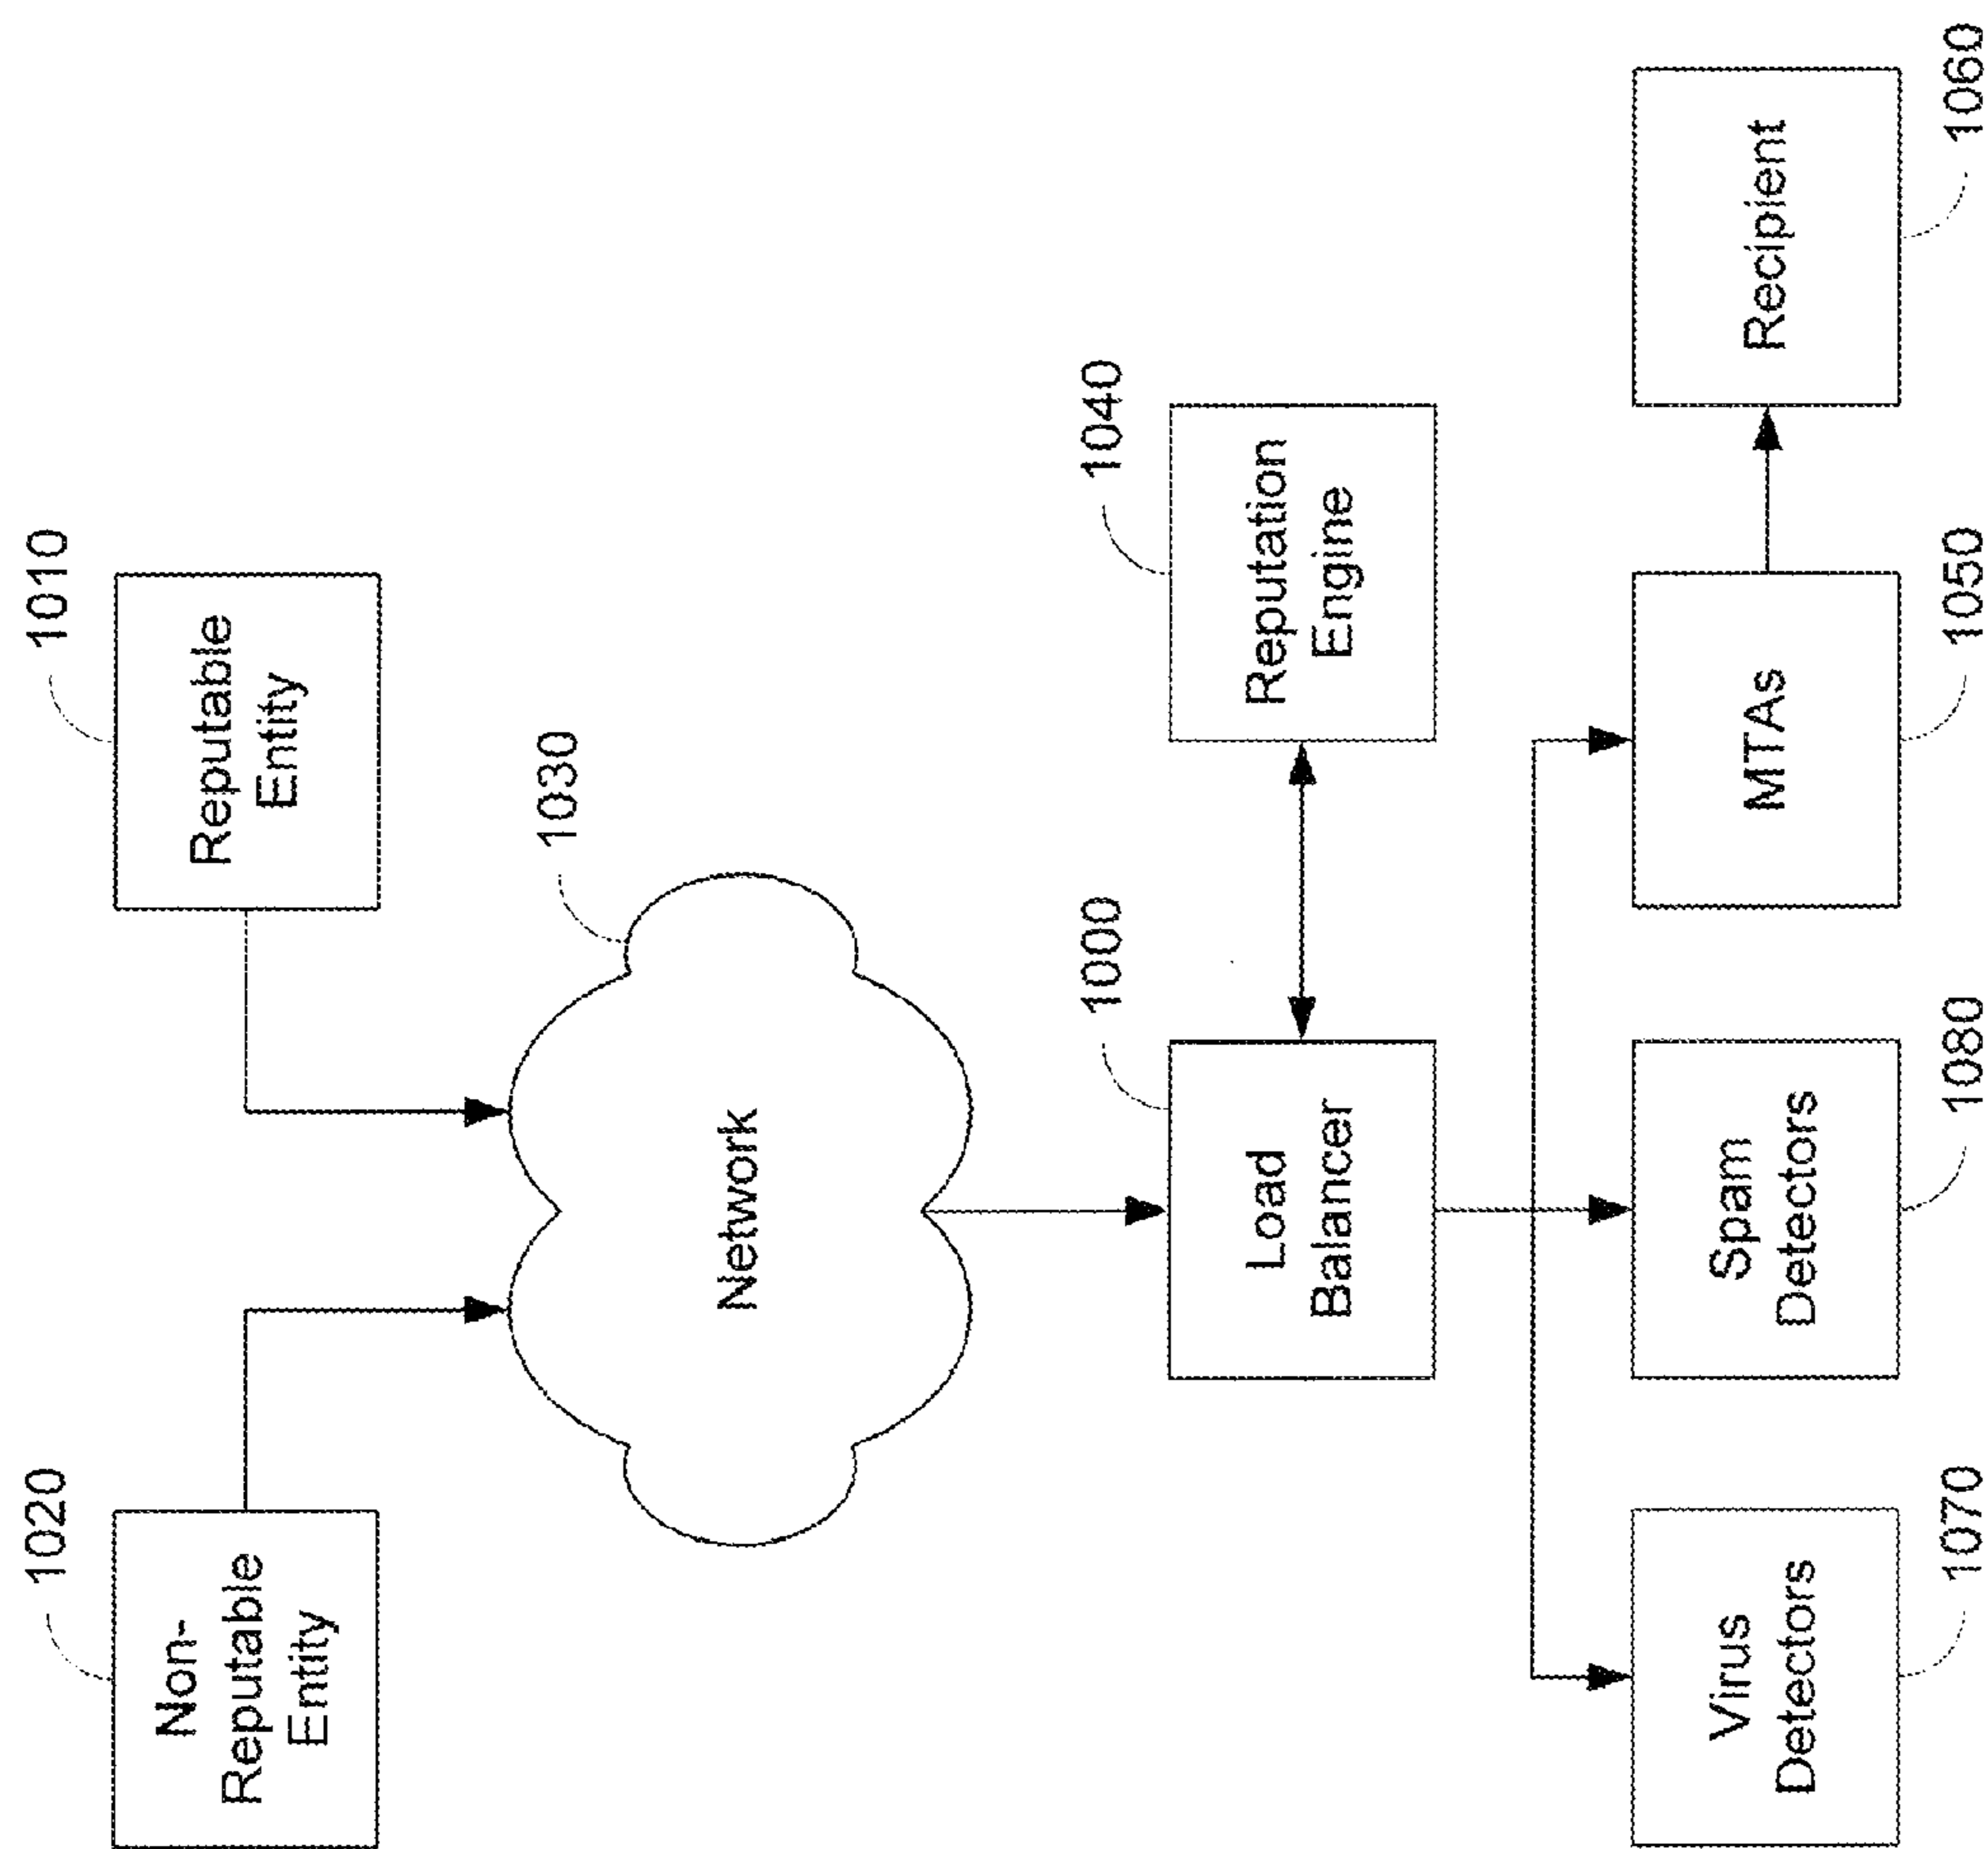 1020
Non-
Reputable
Entity
1010
Reputable
Entity
1030
Network
1000
Load
Balancer
1040
Reputation
Engine
Virus
Detectors
1070
Spam
Detectors
1080
MTAs
1050
Recipient
1060